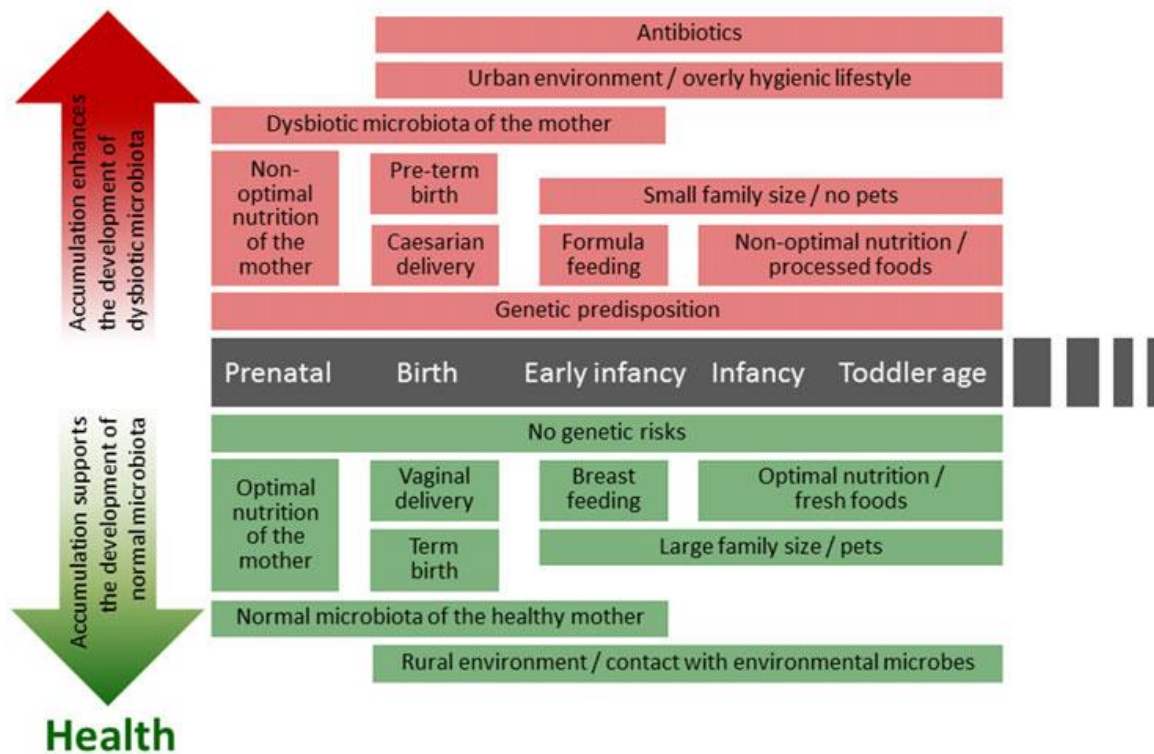 Accumulation enhances
the development of
dysbiotic microbiota
Antibiotics
Urban environment / overly hygienic lifestyle
Dysbiotic microbiota of the mother
Non-
optimal
nutrition
of the
mother
Pre-term
birth
Small family size / no pets
Caesarian
delivery
Formula
feeding
Non-optimal nutrition /
processed foods
Genetic predisposition
Prenatal
Birth
Early infancy
Infancy
Toddler age
Accumulation supports
the development of
normal microbiota
No genetic risks
Optimal
nutrition
of the
mother
Vaginal
delivery
Breast
feeding
Optimal nutrition /
fresh foods
Term
birth
Large family size / pets
Normal microbiota of the healthy mother
Rural environment / contact with environmental microbes
Health